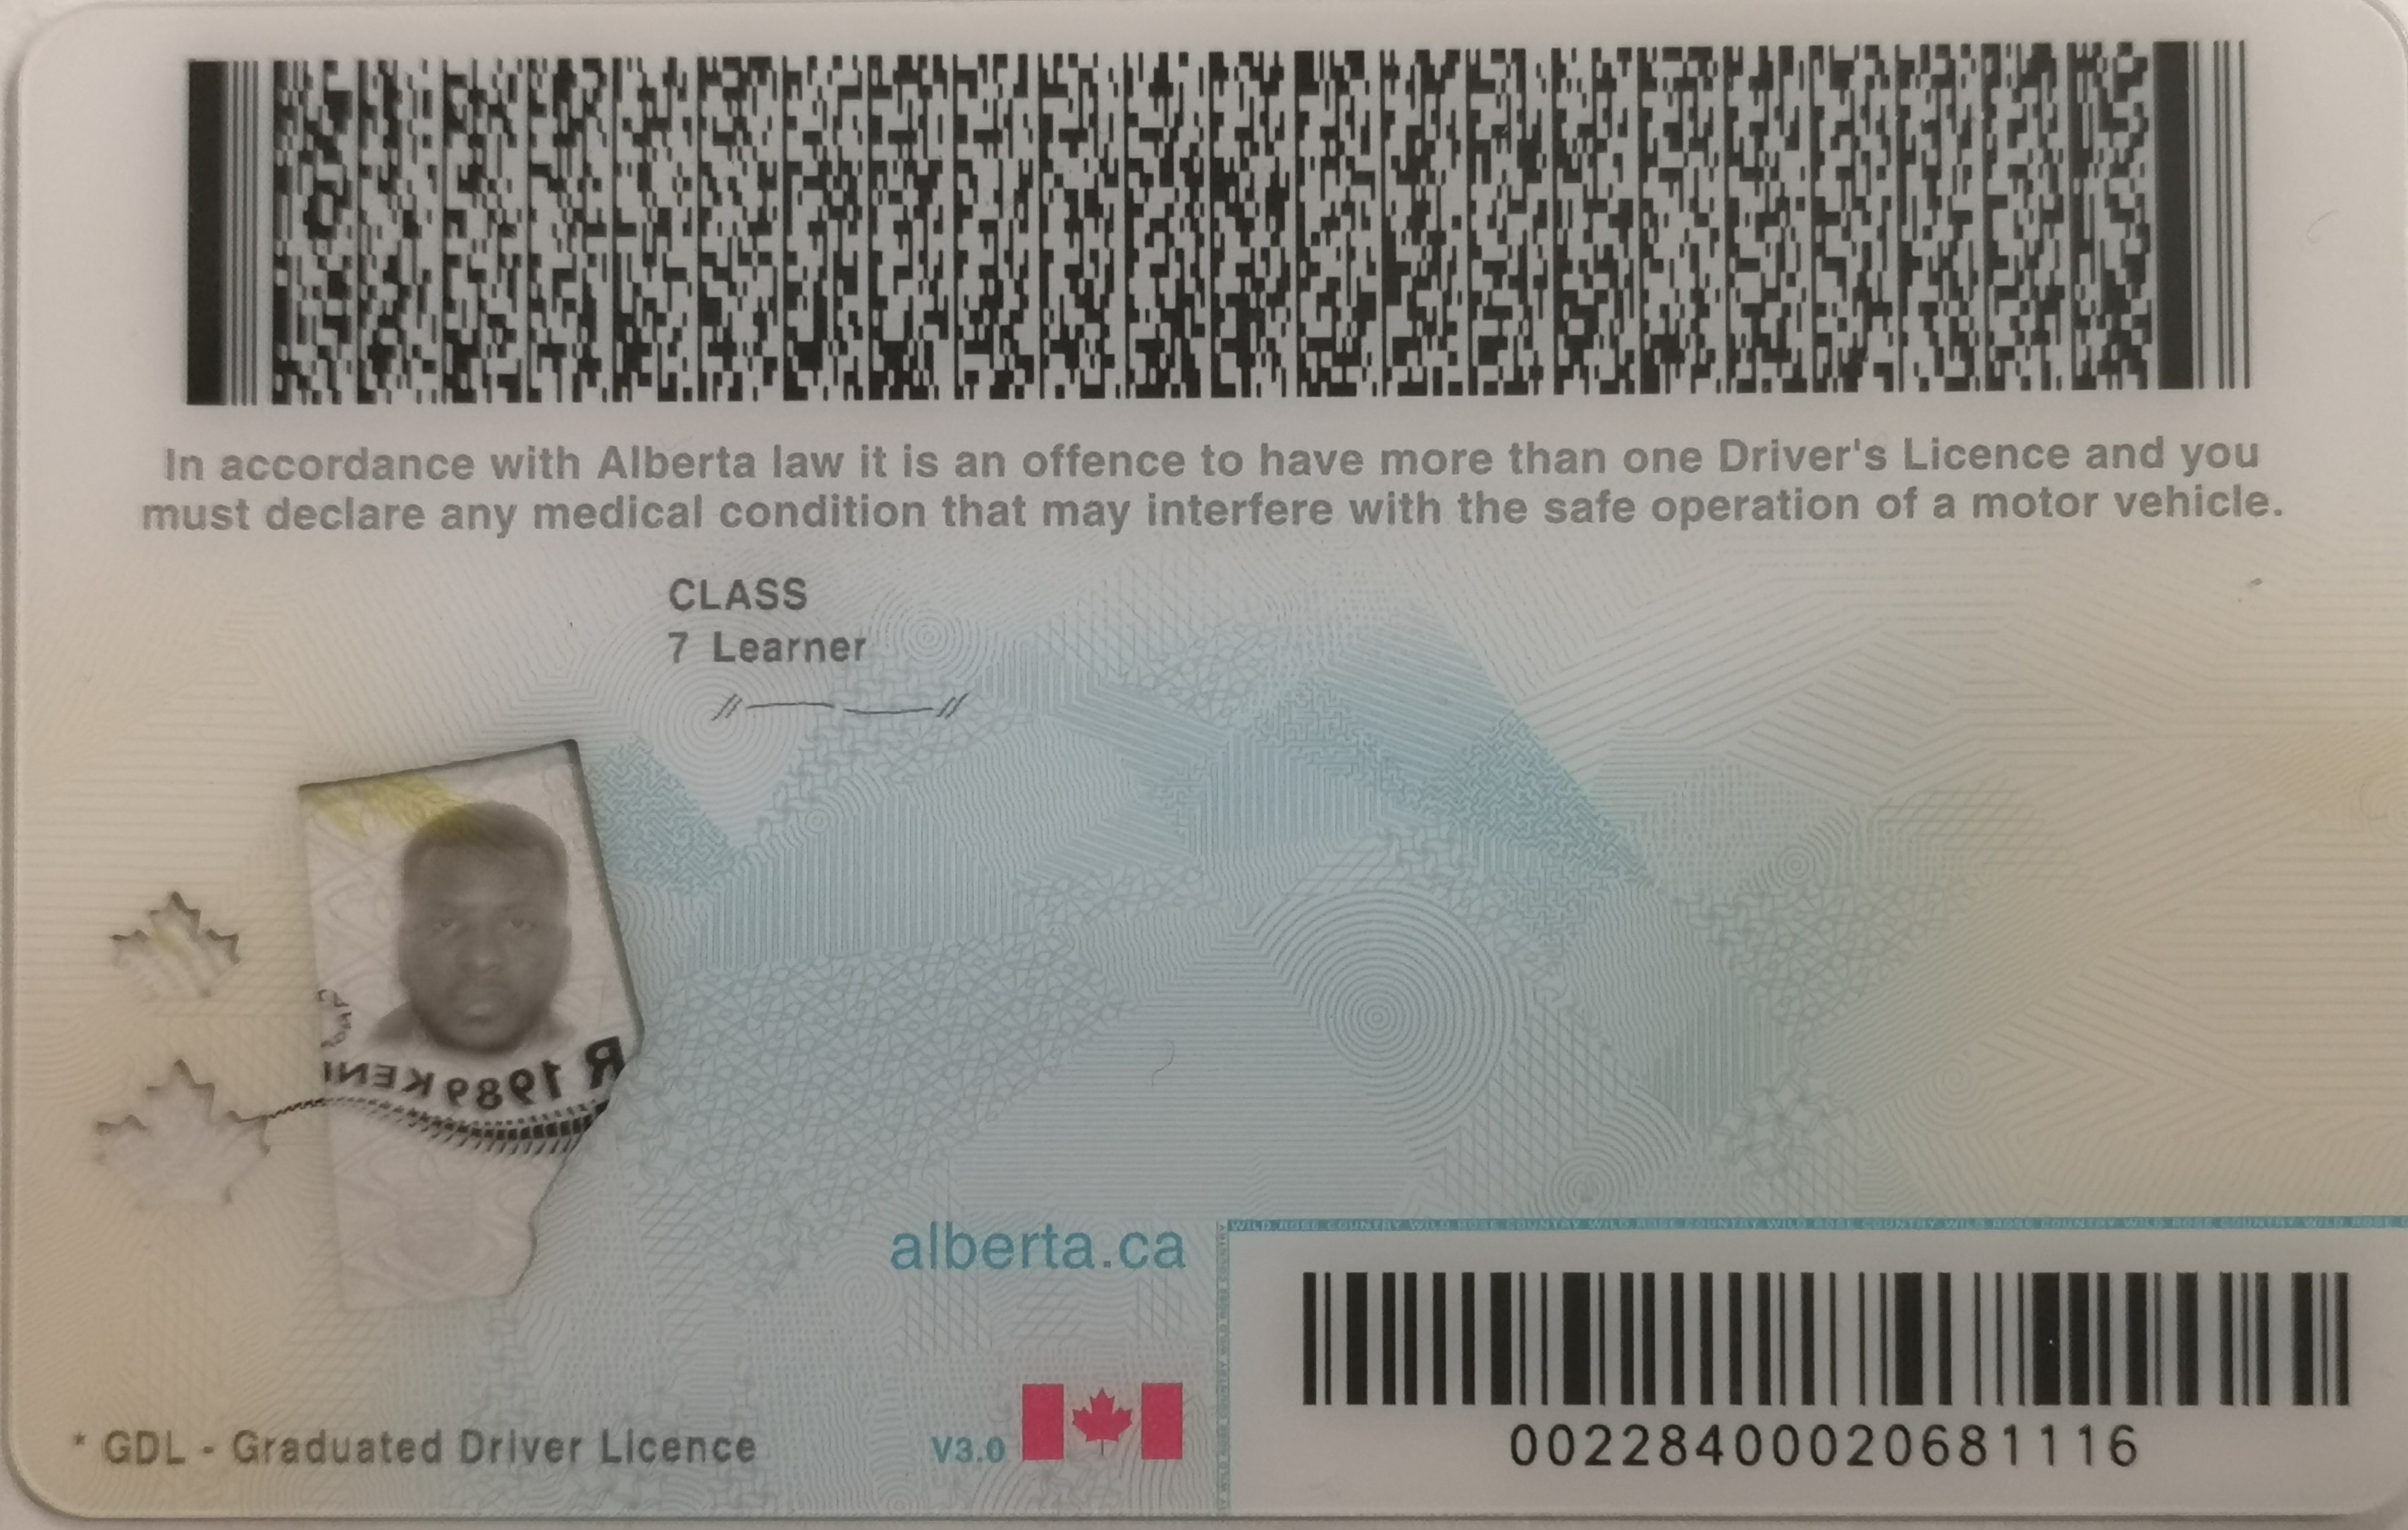 In accordance with Alberta law it is an offence to have more than one Driver's Licence and you
must declare any medical condition that may interfere with the safe operation of a motor vehicle.
CLASS
7 Learner
R 1989 KEN
alberta.ca
WILD ROSE COUNTRY WILD ROSE COUNTRY WILD ROSE COUNTRY WILD ROSE COUNTRY WILD ROSE COUNTRY WILD ROSE COUNTRY WILD ROSE
* GDL - Graduated Driver Licence
V3.0
00228400020681116